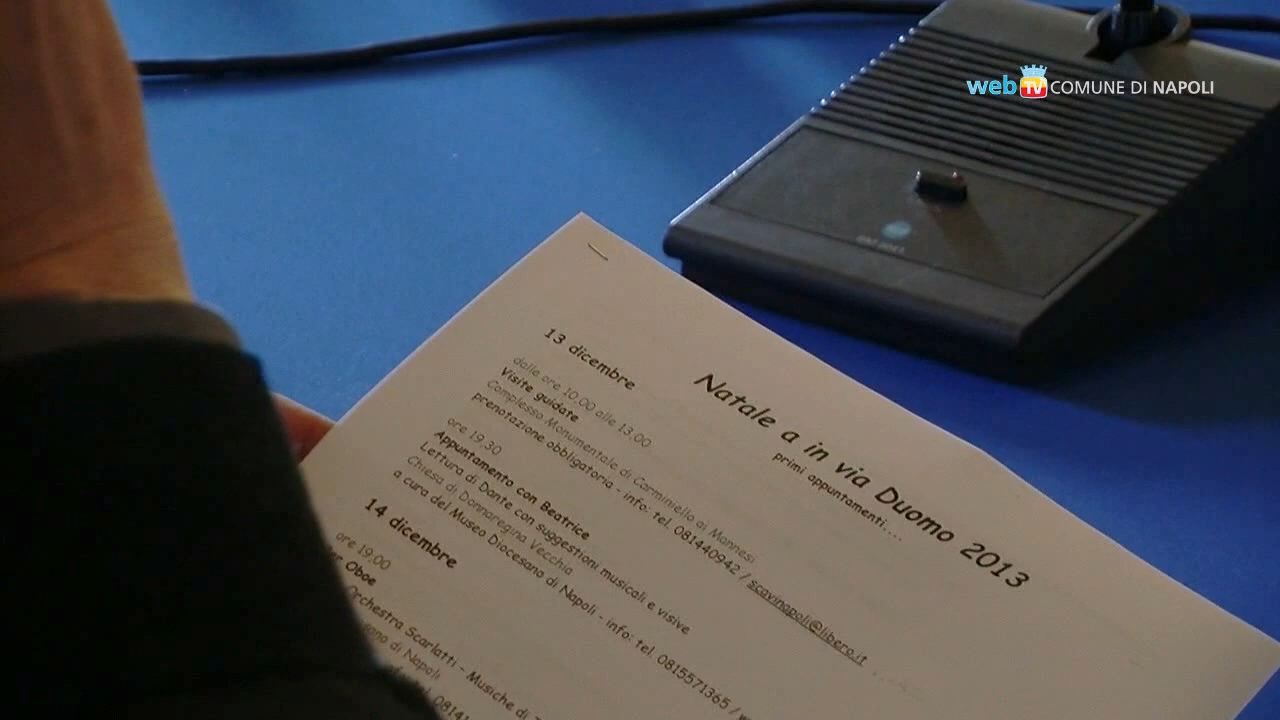 web TV COMUNE DI NAPOLI
Natale a in via Duomo 2013
primi appuntamenti....
13 dicembre
dalle ore 10.00 alle 13.00
Visite guidate
Complesso Monumentale di Carminiello ai Mannesi
prenotazione obbligatoria - info: tel. 081440942 / scavinapoli@libero.it
ore 19,30
Appuntamento con Beatrice
Lettura di Dante con suggestioni musicali e visive
Chiesa di Donnaregina Vecchia
a cura del Museo Diocesano di Napoli - info: tel. 0815571365 /
14 dicembre
ore 19.00
Oboe
Orchestra Scarlatti - Musiche di
di Napoli